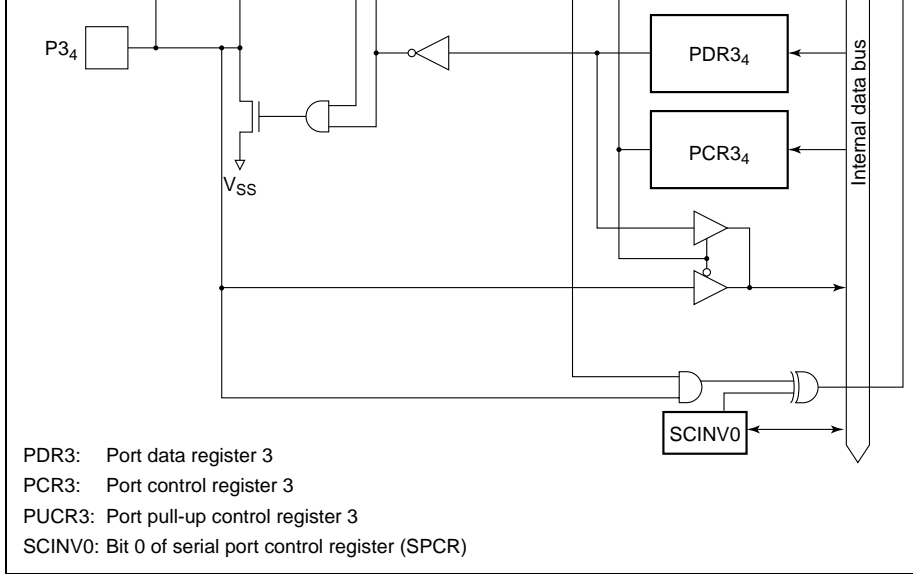 P3₄
PDR3₄
PCR3₄
Internal data bus
VSS
SCINV0
PDR3: Port data register 3
PCR3: Port control register 3
PUCR3: Port pull-up control register 3
SCINV0: Bit 0 of serial port control register (SPCR)